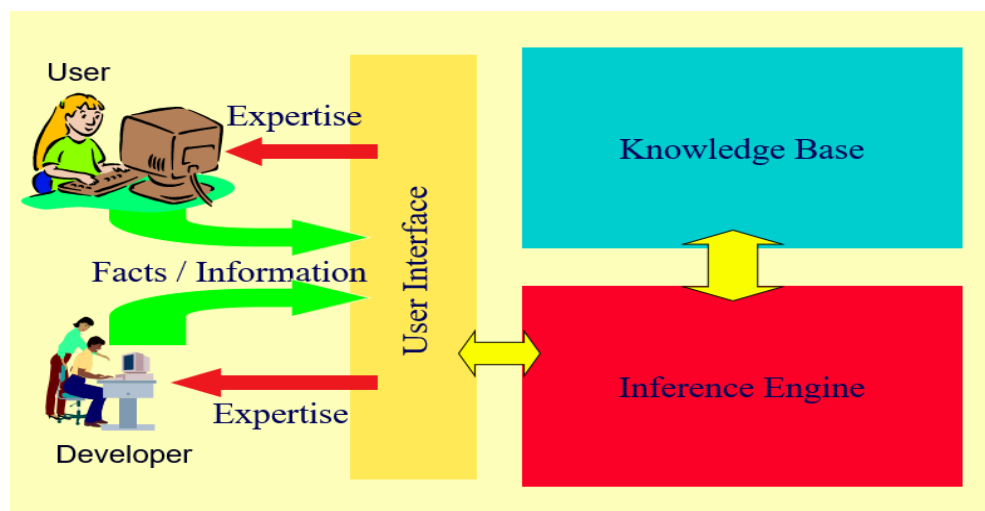 User
Expertise
Knowledge Base
Facts / Information
User Interface
Inference Engine
Expertise
Developer